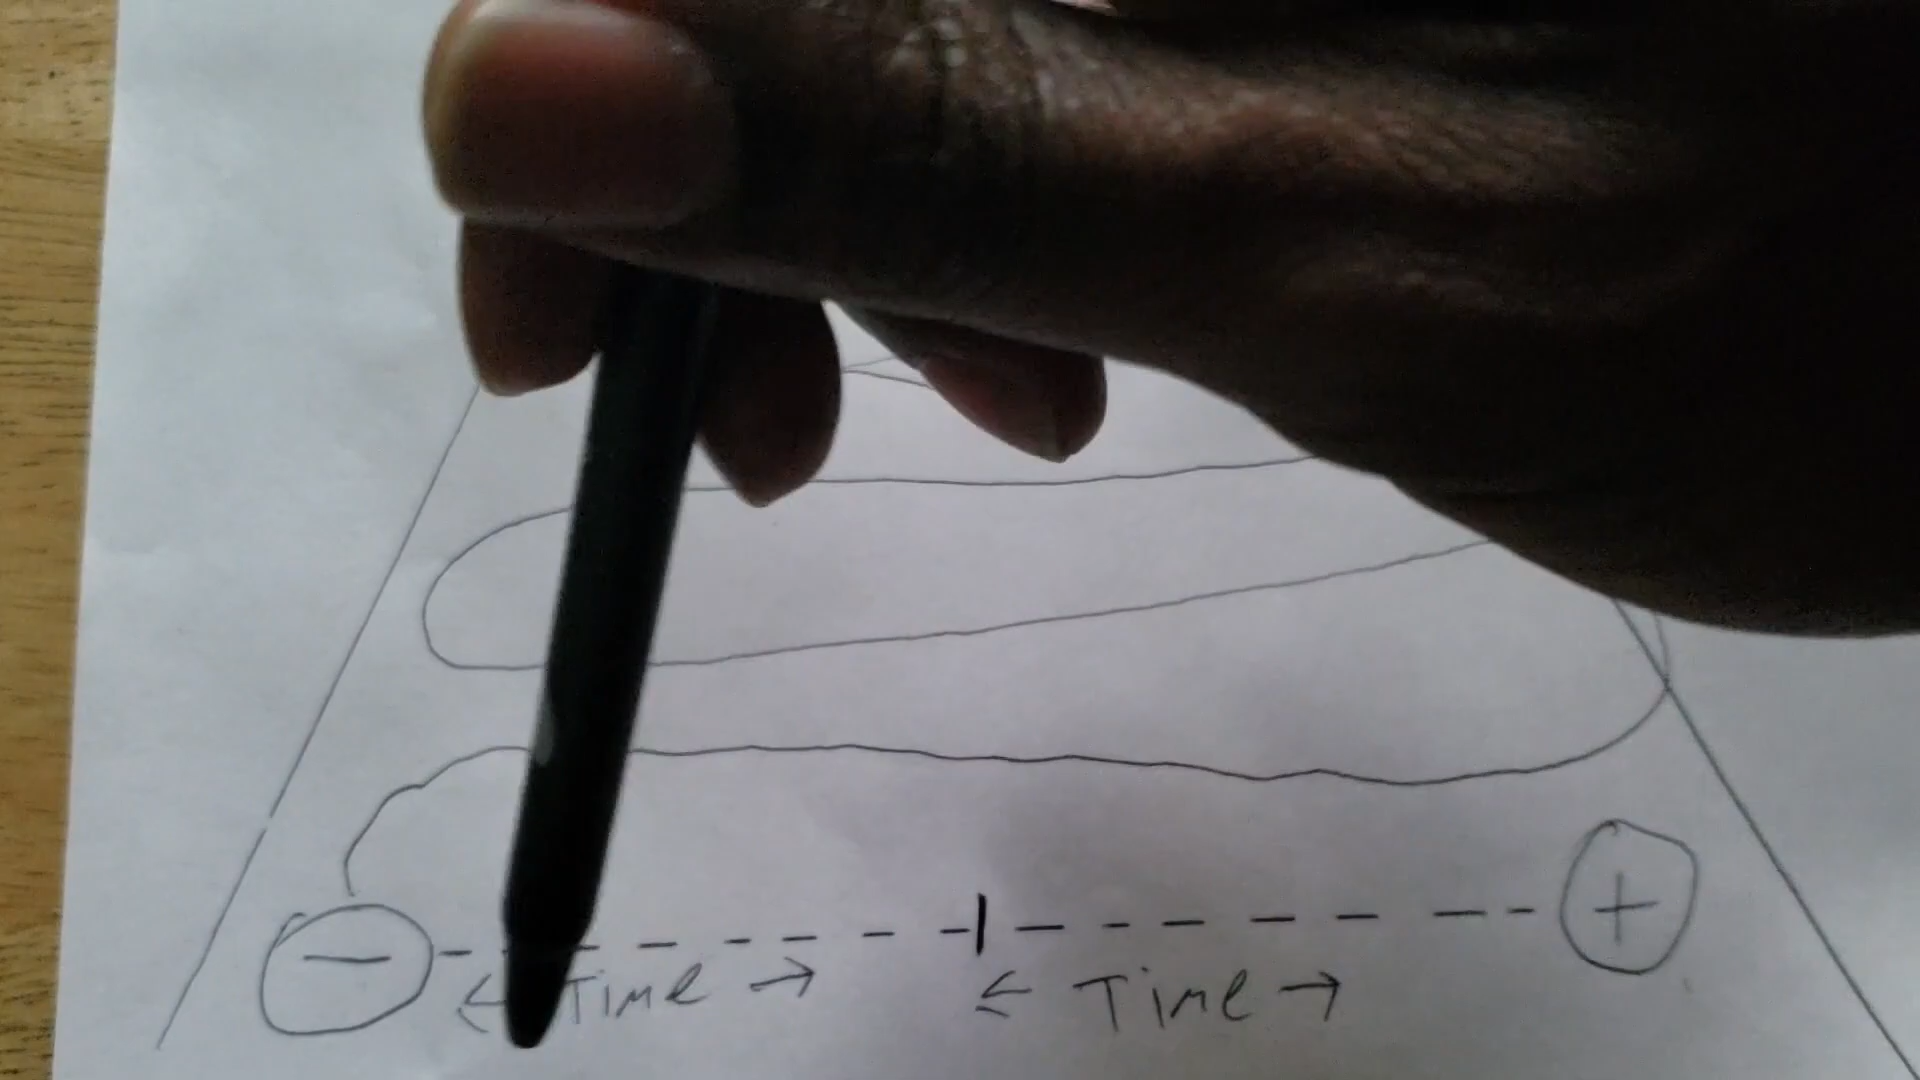 − +
← Time → ← Time →